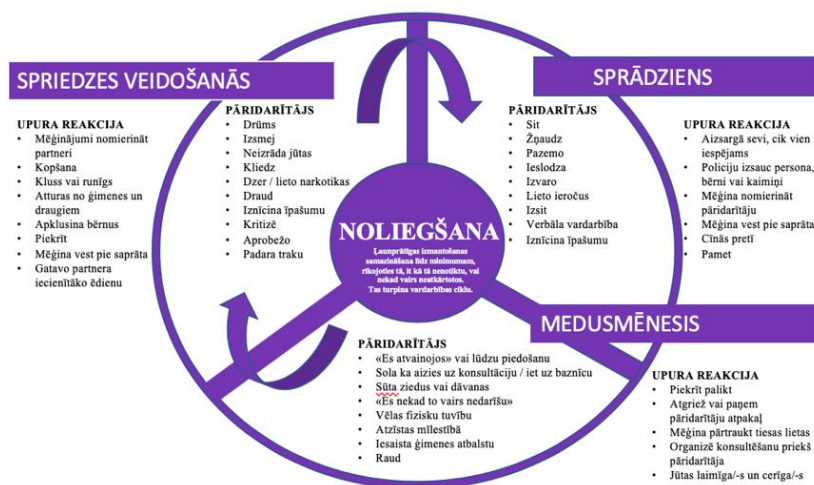 SPRIEDZES VEIDOŠANĀS
UPURA REAKCIJA
• Mēģinājumi nomierināt
partneri
• Kopšana
• Kluss vai runīgs
• Atturas no ģimenes un
draugiem
• Apklusina bērnus
• Piekrīt
• Mēģina vest pie saprāta
• Gatavo partnera
iecienītāko ēdienu
PĀRIDARĪTĀJS
• Drūms
• Izsmej
• Neizrāda jūtas
• Kliedz
• Dzer / lieto narkotikas
• Draud
• Iznīcina īpašumu
• Kritizē
• Aprobežo
• Padara traku
SPRĀDZIENS
PĀRIDARĪTĀJS
• Sit
• Žņaudz
• Pazemo
• Ieslodza
• Izvaro
• Lieto ieročus
• Izsit
• Verbāla vardarbība
• Iznīcina īpašumu
UPURA REAKCIJA
• Aizsargā sevi, cik vien
iespējams
• Policiju izsauc persona,
bērni vai kaimiņi
• Mēģina nomierināt
pāridarītāju
• Mēģina vest pie saprāta
• Cīnās pretī
• Pamet
NOLIEGŠANA
Ļaunprātīgas izmantošanas
samazināšana līdz minimumam,
rīkojoties tā, it kā tā nenotiktu, vai
nekad vairs neatkārtotos.
Tas turpina vardarbības ciklu.
MEDUSMĒNESIS
PĀRIDARĪTĀJS
• «Es atvainojos» vai lūdzu piedošanu
• Sola ka aizies uz konsultāciju / iet uz baznīcu
• Sūta ziedus vai dāvanas
• «Es nekad to vairs nedarīšu»
• Vēlas fizisku tuvību
• Atzīstas mīlestībā
• Iesaista ģimenes atbalstu
• Raud
UPURA REAKCIJA
• Piekrīt palikt
• Atgriež vai paņem
pāridarītāju atpakaļ
• Mēģina pārtraukt tiesas lietas
• Organizē konsultēšanu priekš
pāridarītāja
• Jūtas laimīga/-s un cerīga/-s